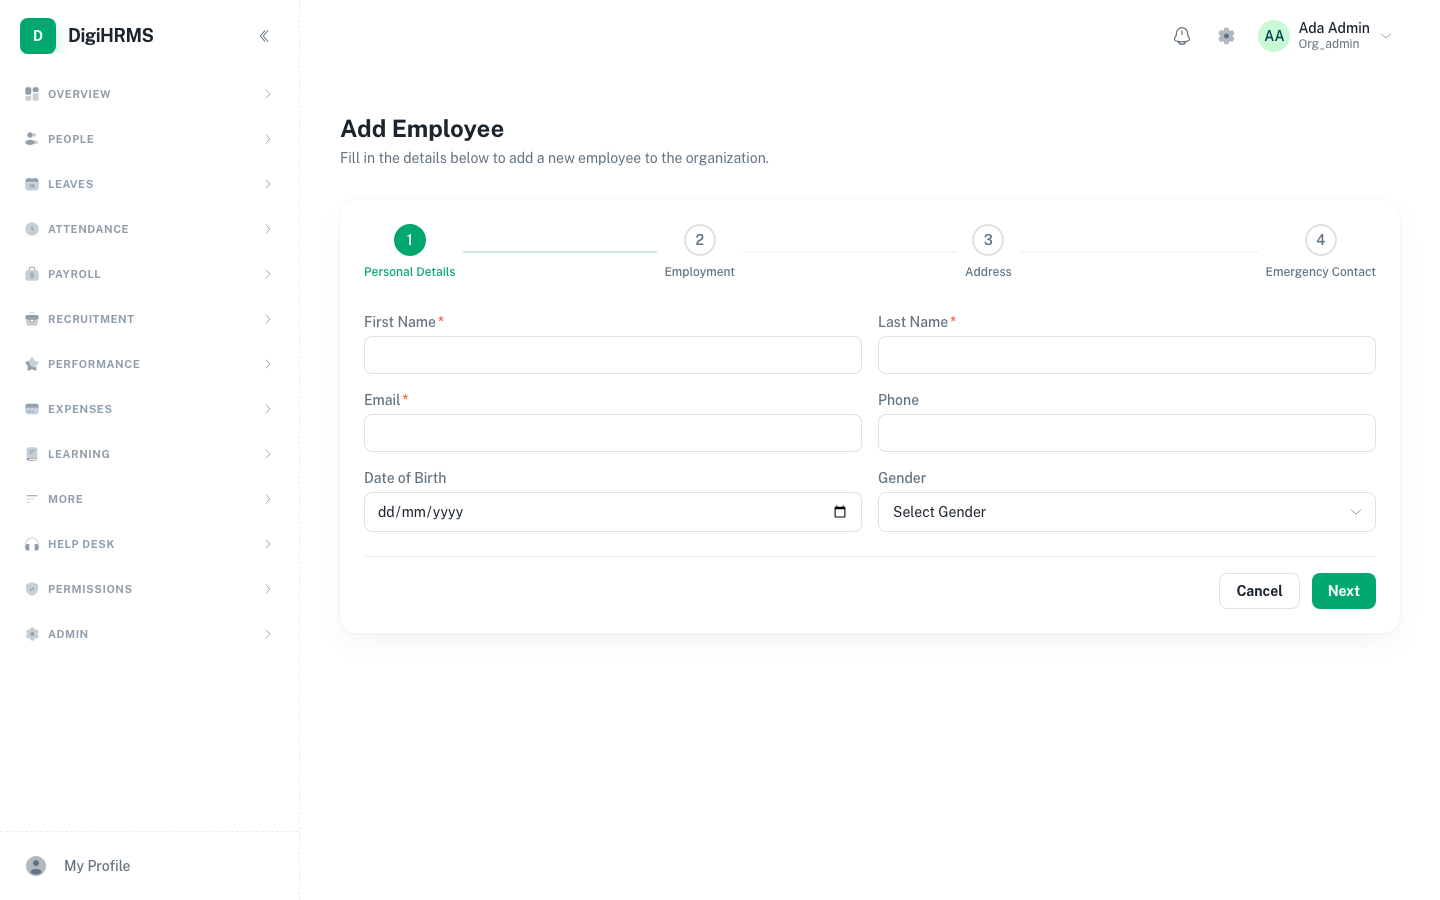 D DigiHRMS
OVERVIEW
PEOPLE
LEAVES
ATTENDANCE
PAYROLL
RECRUITMENT
PERFORMANCE
EXPENSES
LEARNING
MORE
HELP DESK
PERMISSIONS
ADMIN
My Profile
AA Ada Admin
Org_admin
Add Employee
Fill in the details below to add a new employee to the organization.
1 2 3 4
Personal Details Employment Address Emergency Contact
First Name* Last Name*
Email* Phone
Date of Birth Gender
dd/mm/yyyy Select Gender
Cancel Next